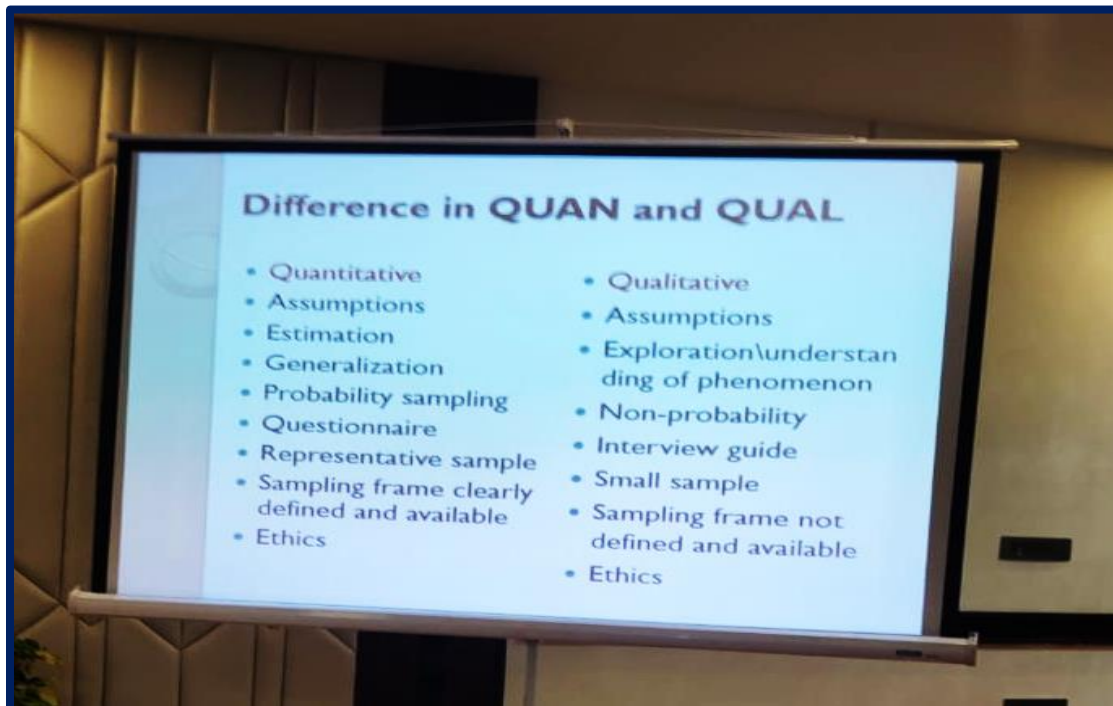 Difference in QUAN and QUAL
• Quantitative
• Assumptions
• Estimation
• Generalization
• Probability sampling
• Questionnaire
• Representative sample
• Sampling frame clearly
defined and available
• Ethics
• Qualitative
• Assumptions
• Exploration\understan
ding of phenomenon
• Non-probability
• Interview guide
• Small sample
• Sampling frame not
defined and available
• Ethics